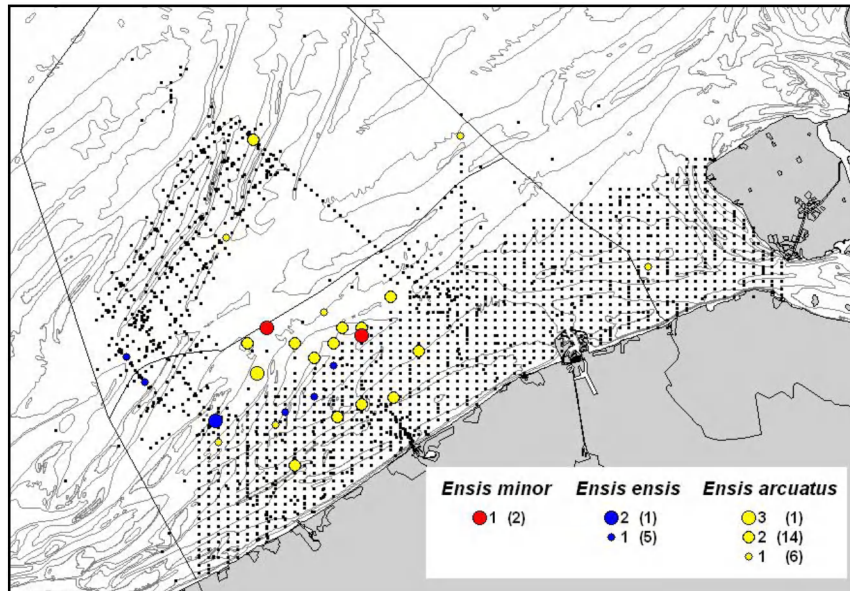 Ensis minor Ensis ensis Ensis arcuatus
1 (2) 2 (1) 3 (1)
1 (5) 2 (14)
1 (6)